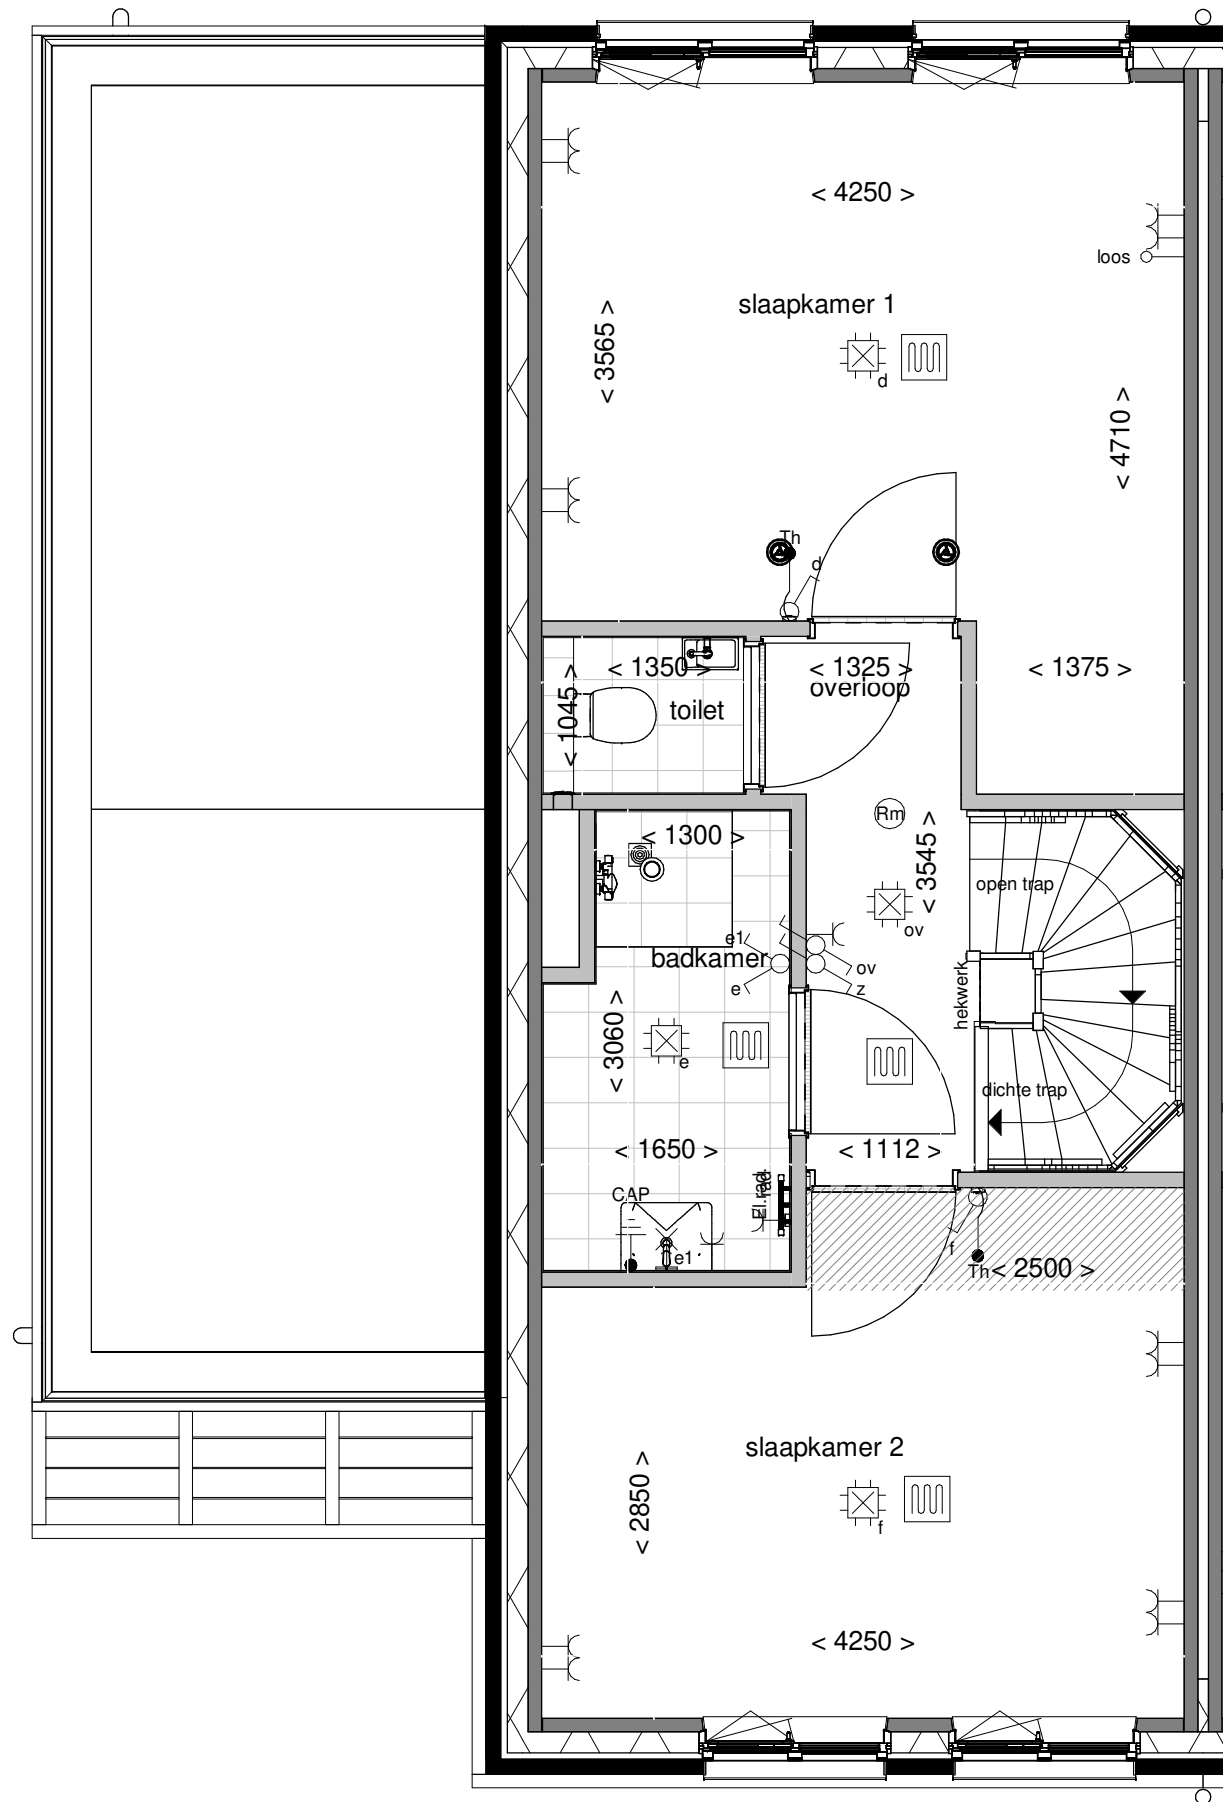 < 4250 >
loos
slaapkamer 1
< 3565 >
d
< 4710 >
Th
d
< 1350 >
< 1325 >
< 1375 >
overloop
< 1045 >
toilet
Rm
< 1300 >
< 3545 >
open trap
ov
e1
badkamer
ov
e
z
hekwerk
< 3060 >
e
dichte trap
< 1650 >
< 1112 >
CAP
El.rad.
e1
f
Th
< 2500 >
slaapkamer 2
< 2850 >
f
< 4250 >